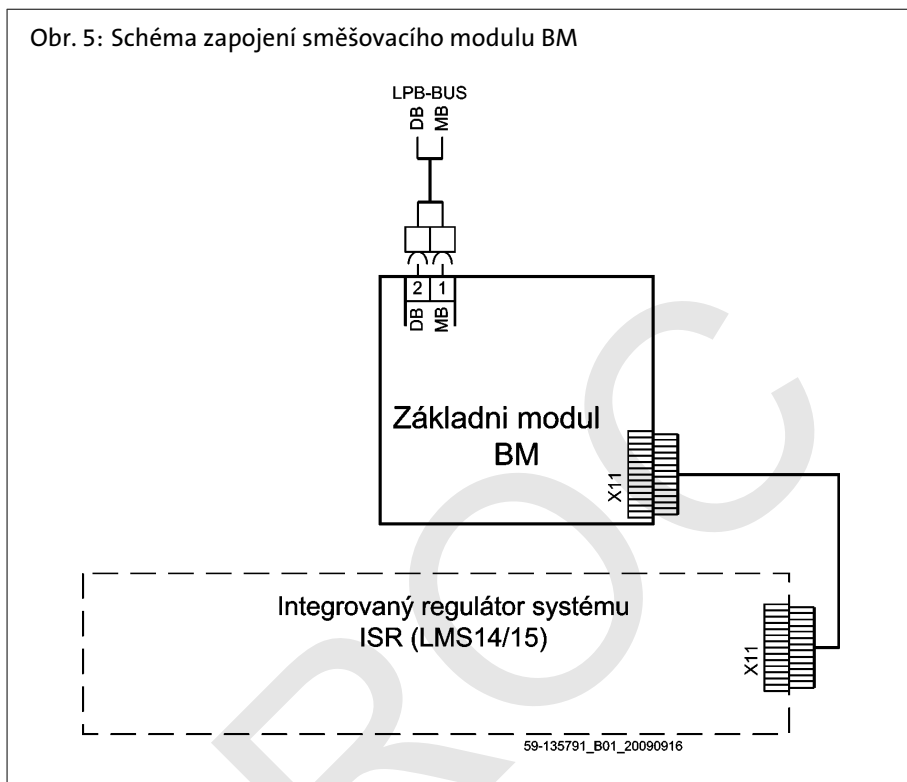 Obr. 5: Schéma zapojení směšovacího modulu BM
LPB-BUS
DB
MB
2 1
DB
MB
Základni modul
BM
X11
Integrovaný regulátor systému
ISR (LMS14/15)
X11
59-135791_B01_20090916
ROC